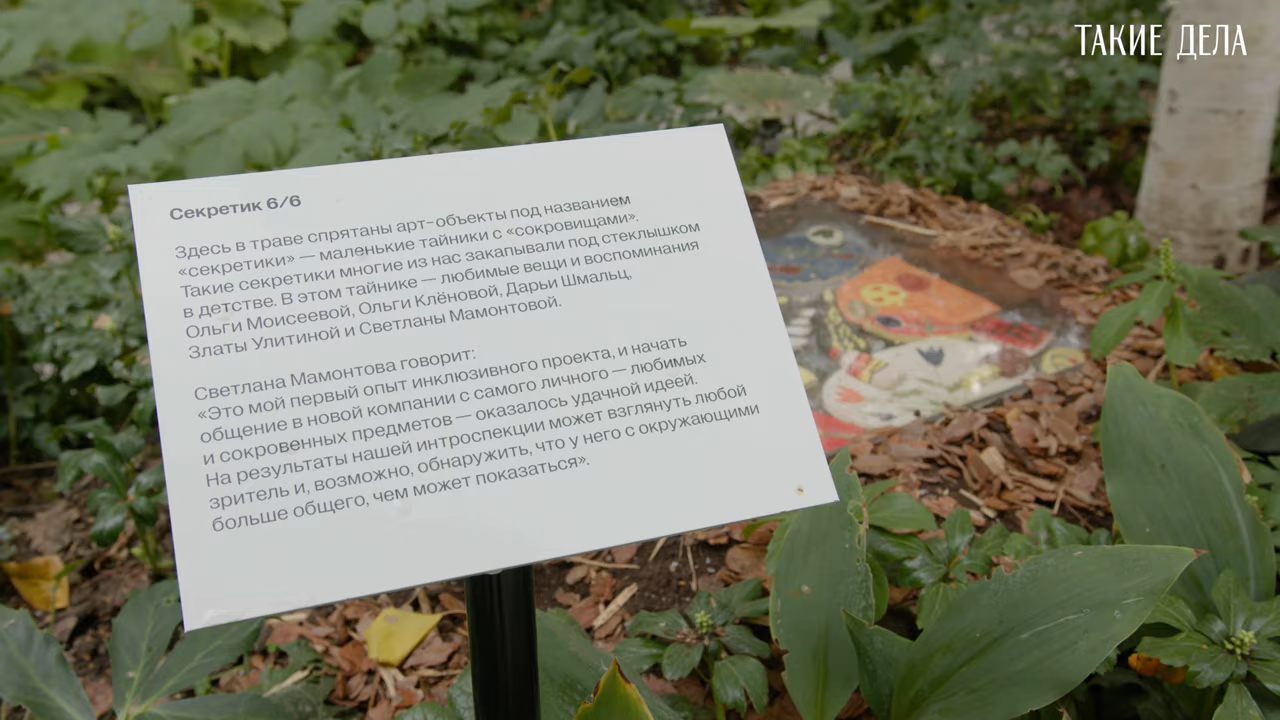 ТАКИЕ ДЕЛА
Секретик 6/6
Здесь в траве спрятаны арт-объекты под названием
«секретики» — маленькие тайники с «сокровищами».
Такие секретики многие из нас закапывали под стеклышком
в детстве. В этом тайнике — любимые вещи и воспоминания
Ольги Моисеевой, Ольги Клёновой, Дарьи Шмальц,
Златы Улитиной и Светланы Мамонтовой.
Светлана Мамонтова говорит:
«Это мой первый опыт инклюзивного проекта, и начать
общение в новой компании с самого личного — любимых
и сокровенных предметов — оказалось удачной идеей.
На результаты нашей интроспекции может взглянуть любой
зритель и, возможно, обнаружить, что у него с окружающими
больше общего, чем может показаться».